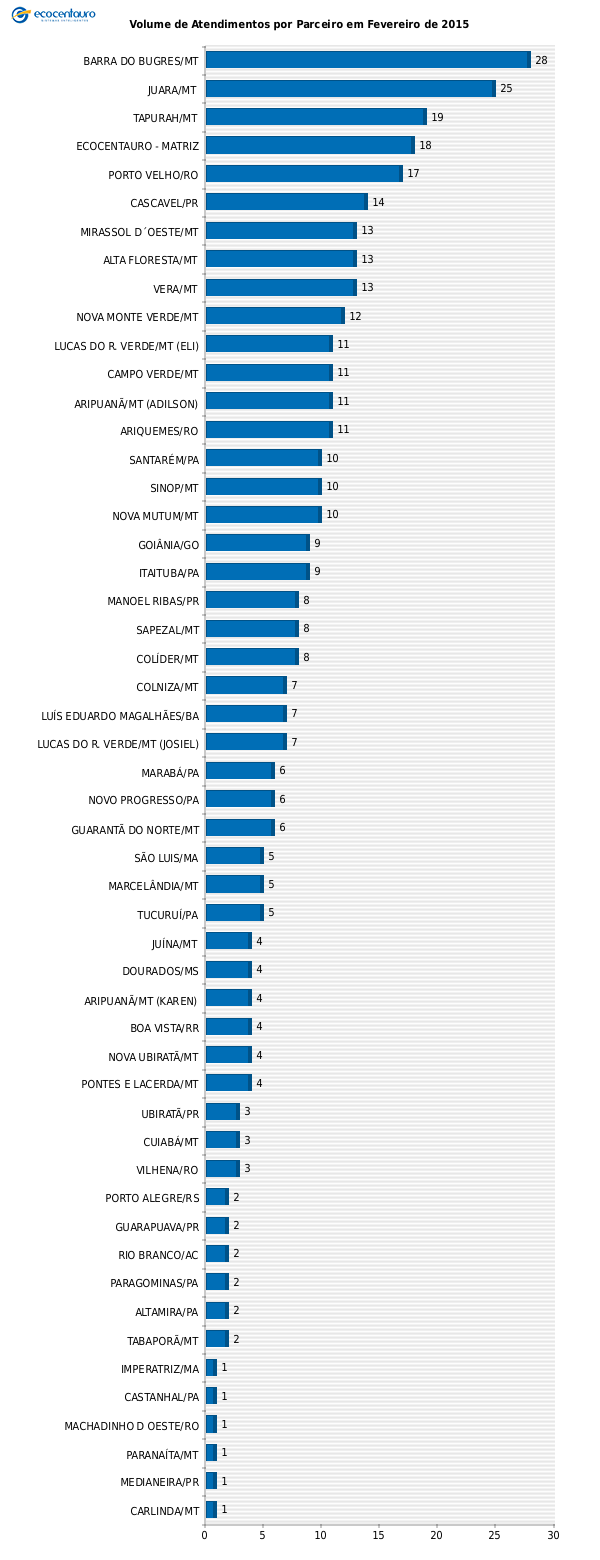 ecocentauro
Volume de Atendimentos por Parceiro em Fevereiro de 2015
BARRA DO BUGRES/MT 28
JUARA/MT 25
TAPURAH/MT 19
ECOCENTAURO - MATRIZ 18
PORTO VELHO/RO 17
CASCAVEL/PR 14
MIRASSOL D´OESTE/MT 13
ALTA FLORESTA/MT 13
VERA/MT 13
NOVA MONTE VERDE/MT 12
LUCAS DO R. VERDE/MT (ELI) 11
CAMPO VERDE/MT 11
ARIPUANÃ/MT (ADILSON) 11
ARIQUEMES/RO 11
SANTARÉM/PA 10
SINOP/MT 10
NOVA MUTUM/MT 10
GOIÂNIA/GO 9
ITAITUBA/PA 9
MANOEL RIBAS/PR 8
SAPEZAL/MT 8
COLÍDER/MT 8
COLNIZA/MT 7
LUÍS EDUARDO MAGALHÃES/BA 7
LUCAS DO R. VERDE/MT (JOSIEL) 7
MARABÁ/PA 6
NOVO PROGRESSO/PA 6
GUARANTÃ DO NORTE/MT 6
SÃO LUIS/MA 5
MARCELÂNDIA/MT 5
TUCURUÍ/PA 5
JUÍNA/MT 4
DOURADOS/MS 4
ARIPUANÃ/MT (KAREN) 4
BOA VISTA/RR 4
NOVA UBIRATÃ/MT 4
PONTES E LACERDA/MT 4
UBIRATÃ/PR 3
CUIABÁ/MT 3
VILHENA/RO 3
PORTO ALEGRE/RS 2
GUARAPUAVA/PR 2
RIO BRANCO/AC 2
PARAGOMINAS/PA 2
ALTAMIRA/PA 2
TABAPORÃ/MT 2
IMPERATRIZ/MA 1
CASTANHAL/PA 1
MACHADINHO D OESTE/RO 1
PARANAÍTA/MT 1
MEDIANEIRA/PR 1
CARLINDA/MT 1
0 5 10 15 20 25 30